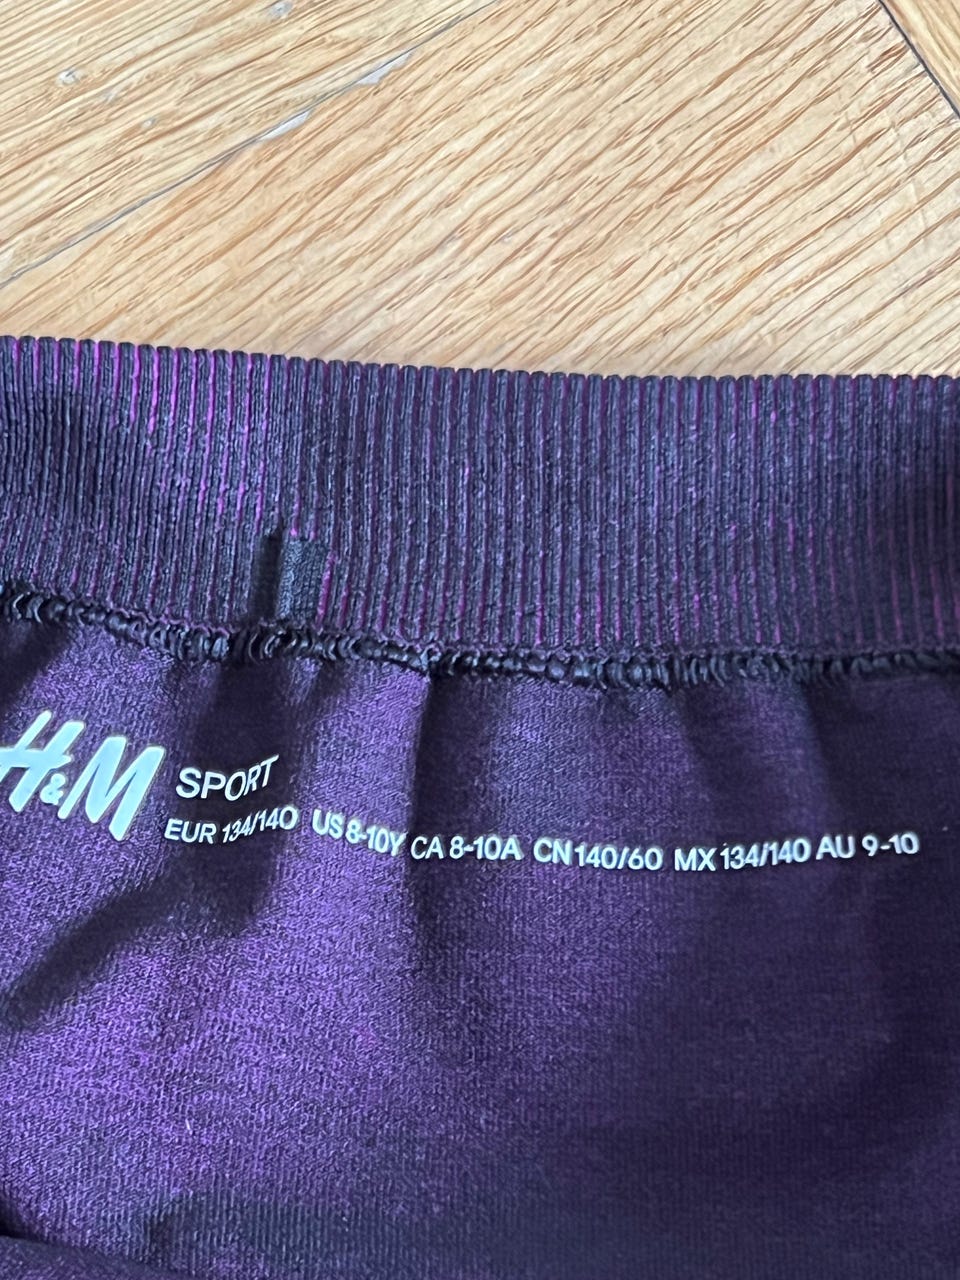 H&M SPORT
EUR 134/140 US 8-10Y CA 8-10A CN 140/60 MX 134/140 AU 9-10